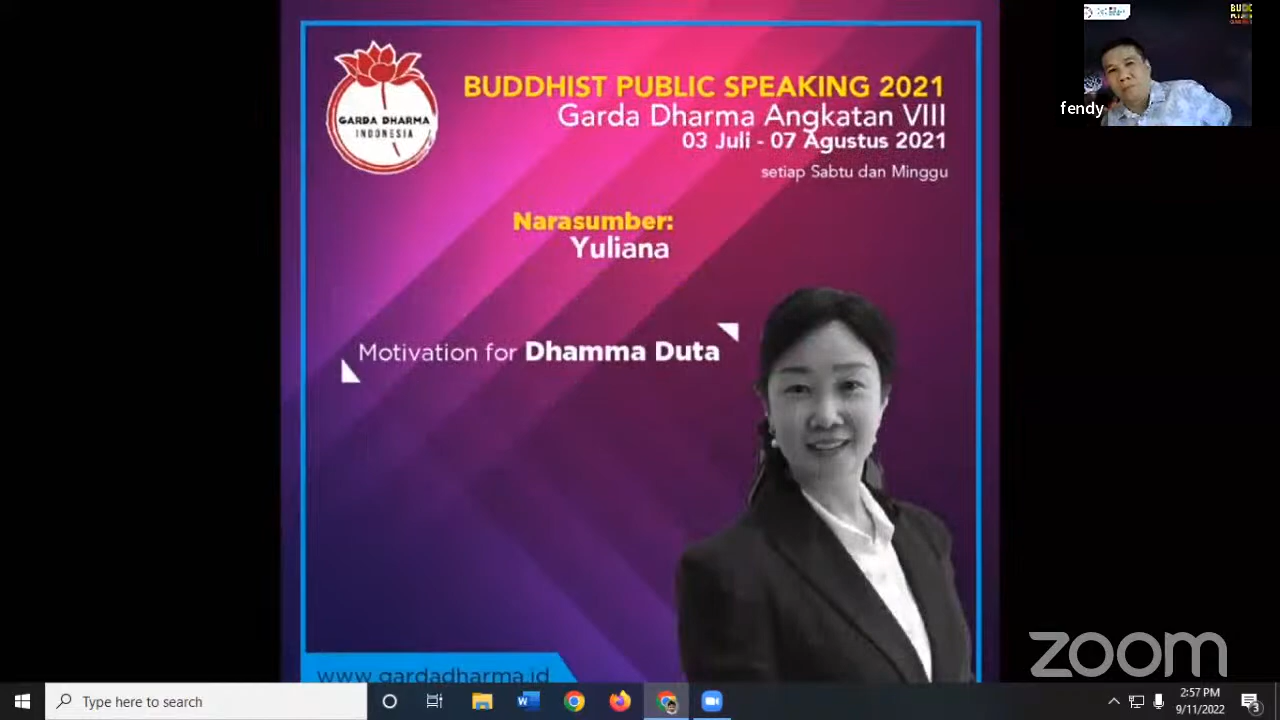 BUDDHIST PUBLIC SPEAKING 2021
Garda Dharma Angkatan VIII
03 Juli - 07 Agustus 2021
setiap Sabtu dan Minggu
GARDA DHARMA
INDONESIA
Narasumber:
Yuliana
Motivation for Dhamma Duta
www.gardadharma.id
fendy
zoom
Type here to search
2:57 PM
9/11/2022
3